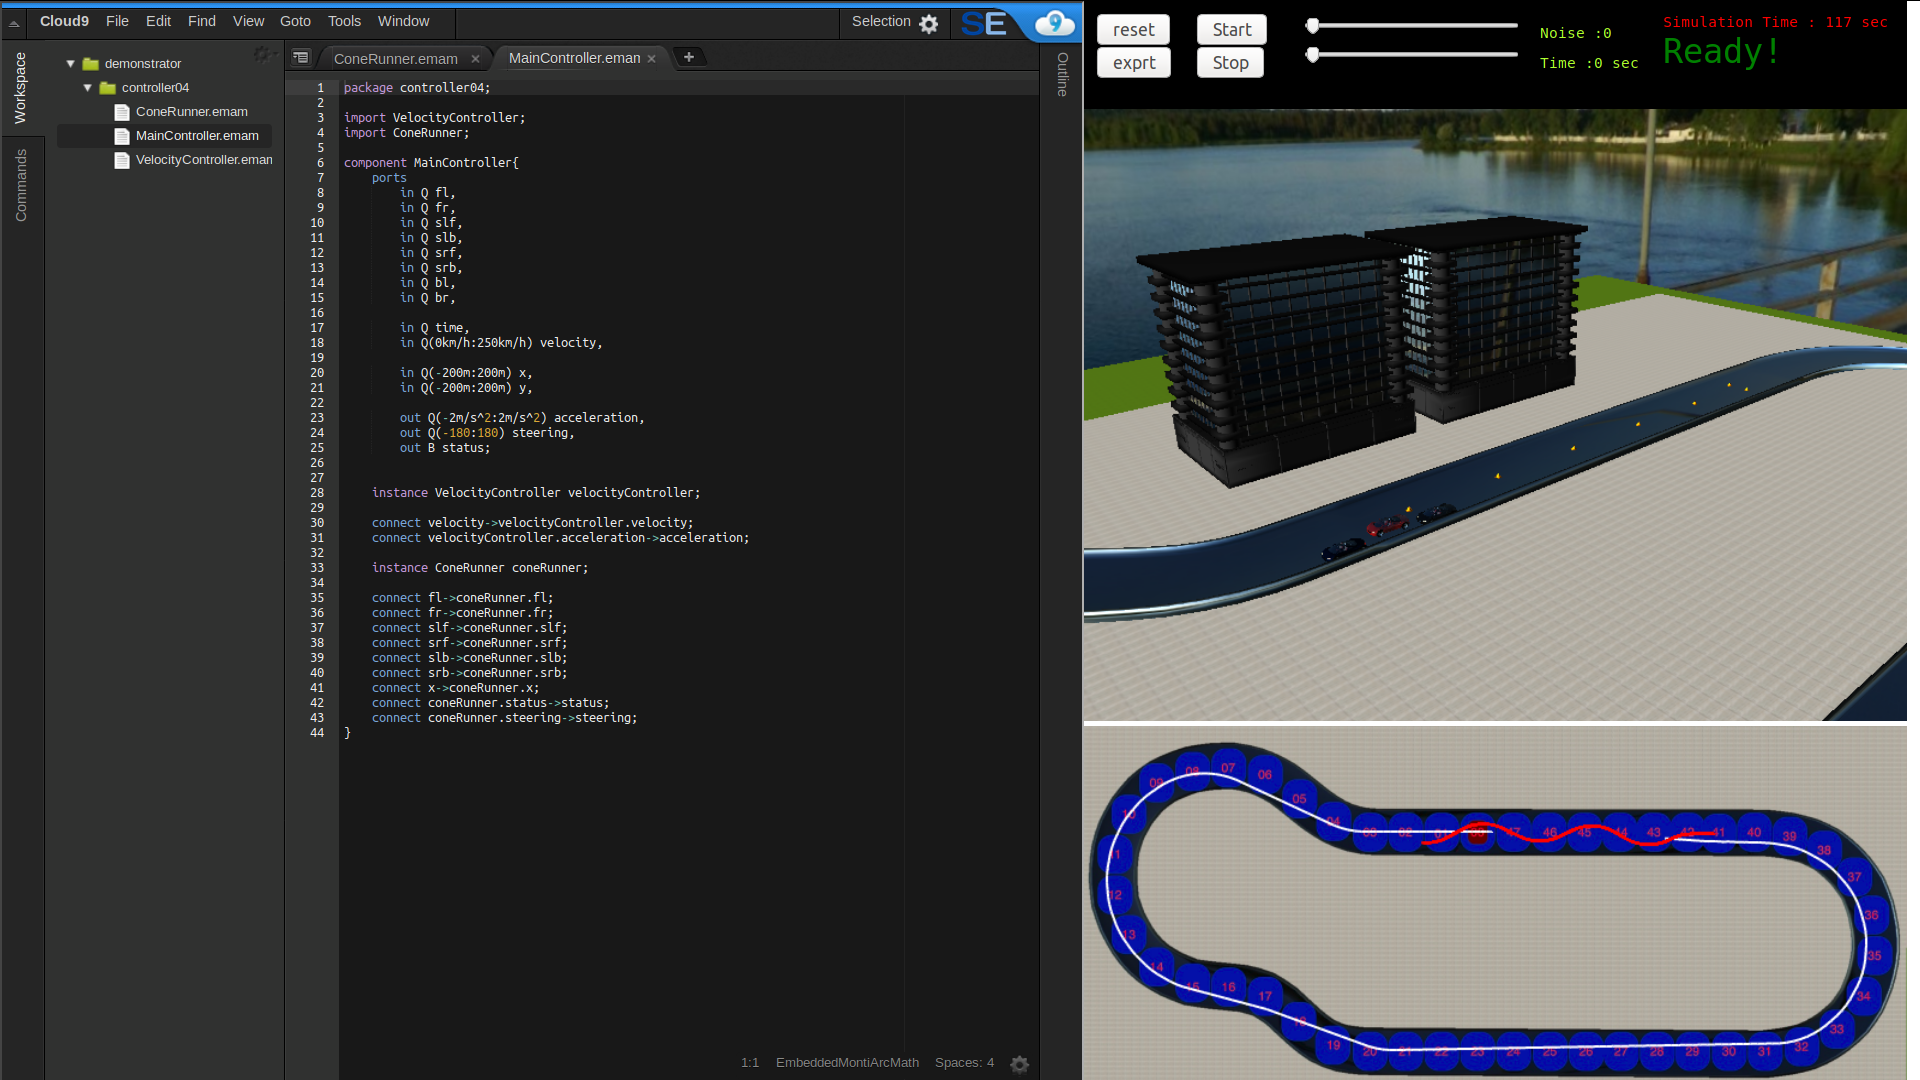 Cloud9 File Edit Find View Goto Tools Window Selection SE 9
Workspace
Commands
demonstrator
controller04
ConeRunner.emam
MainController.emam
VelocityController.emam
ConeRunner.emam × MainController.eman × +
Outline
1 package controller04;
2
3 import VelocityController;
4 import ConeRunner;
5
6 component MainController{
7 ports
8 in Q fl,
9 in Q fr,
10 in Q slf,
11 in Q slb,
12 in Q srf,
13 in Q srb,
14 in Q bl,
15 in Q br,
16
17 in Q time,
18 in Q(0km/h:250km/h) velocity,
19
20 in Q(-200m:200m) x,
21 in Q(-200m:200m) y,
22
23 out Q(-2m/s^2:2m/s^2) acceleration,
24 out Q(-180:180) steering,
25 out B status;
26
27
28 instance VelocityController velocityController;
29
30 connect velocity->velocityController.velocity;
31 connect velocityController.acceleration->acceleration;
32
33 instance ConeRunner coneRunner;
34
35 connect fl->coneRunner.fl;
36 connect fr->coneRunner.fr;
37 connect slf->coneRunner.slf;
38 connect srf->coneRunner.srf;
39 connect slb->coneRunner.slb;
40 connect srb->coneRunner.srb;
41 connect x->coneRunner.x;
42 connect coneRunner.status->status;
43 connect coneRunner.steering->steering;
44 }
1:1 EmbeddedMontiArcMath Spaces: 4
reset Start
exprt Stop
Noise :0
Time :0 sec
Simulation Time : 117 sec
Ready!
09 08 07 06
05
04 03 02 01 47 46 45 44 43 42 41 40 39
38
37
36
35
34
33
10
11
12
13
14
15 16 17
18
19 20 21 22 23 24 25 26 27 28 29 30 31 32